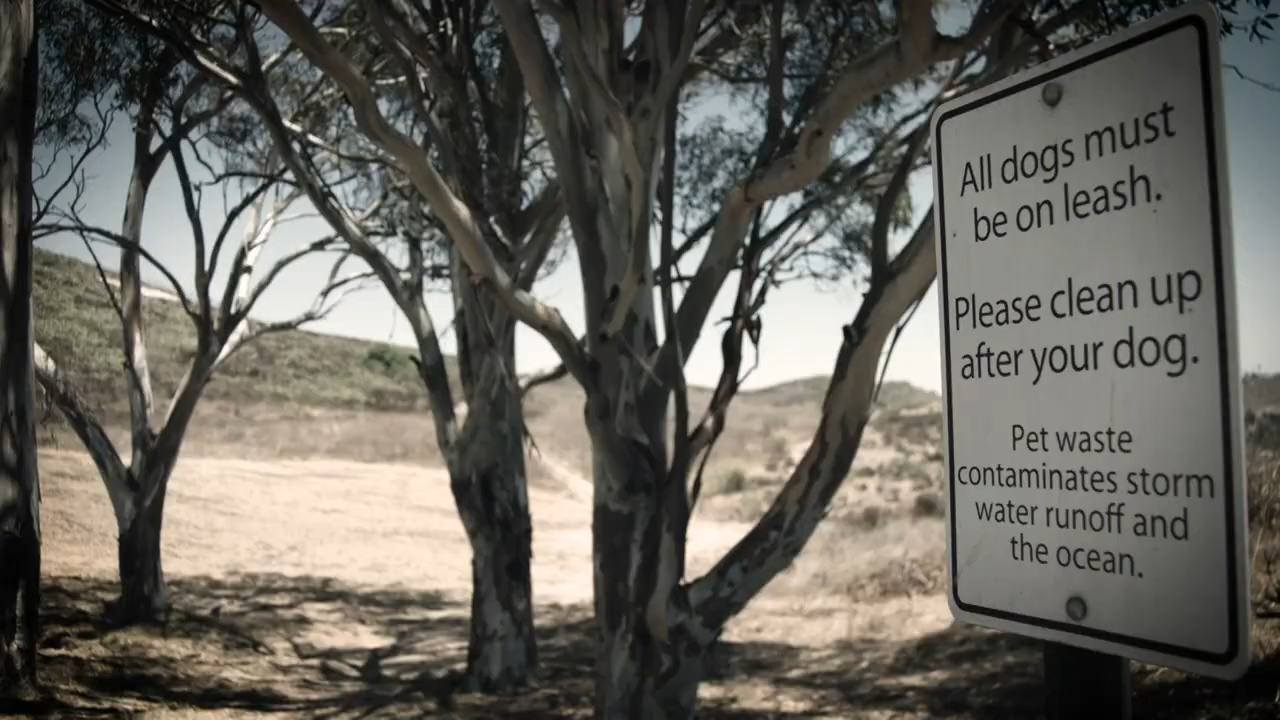 All dogs must
be on leash.
Please clean up
after your dog.
Pet waste
contaminates storm
water runoff and
the ocean.